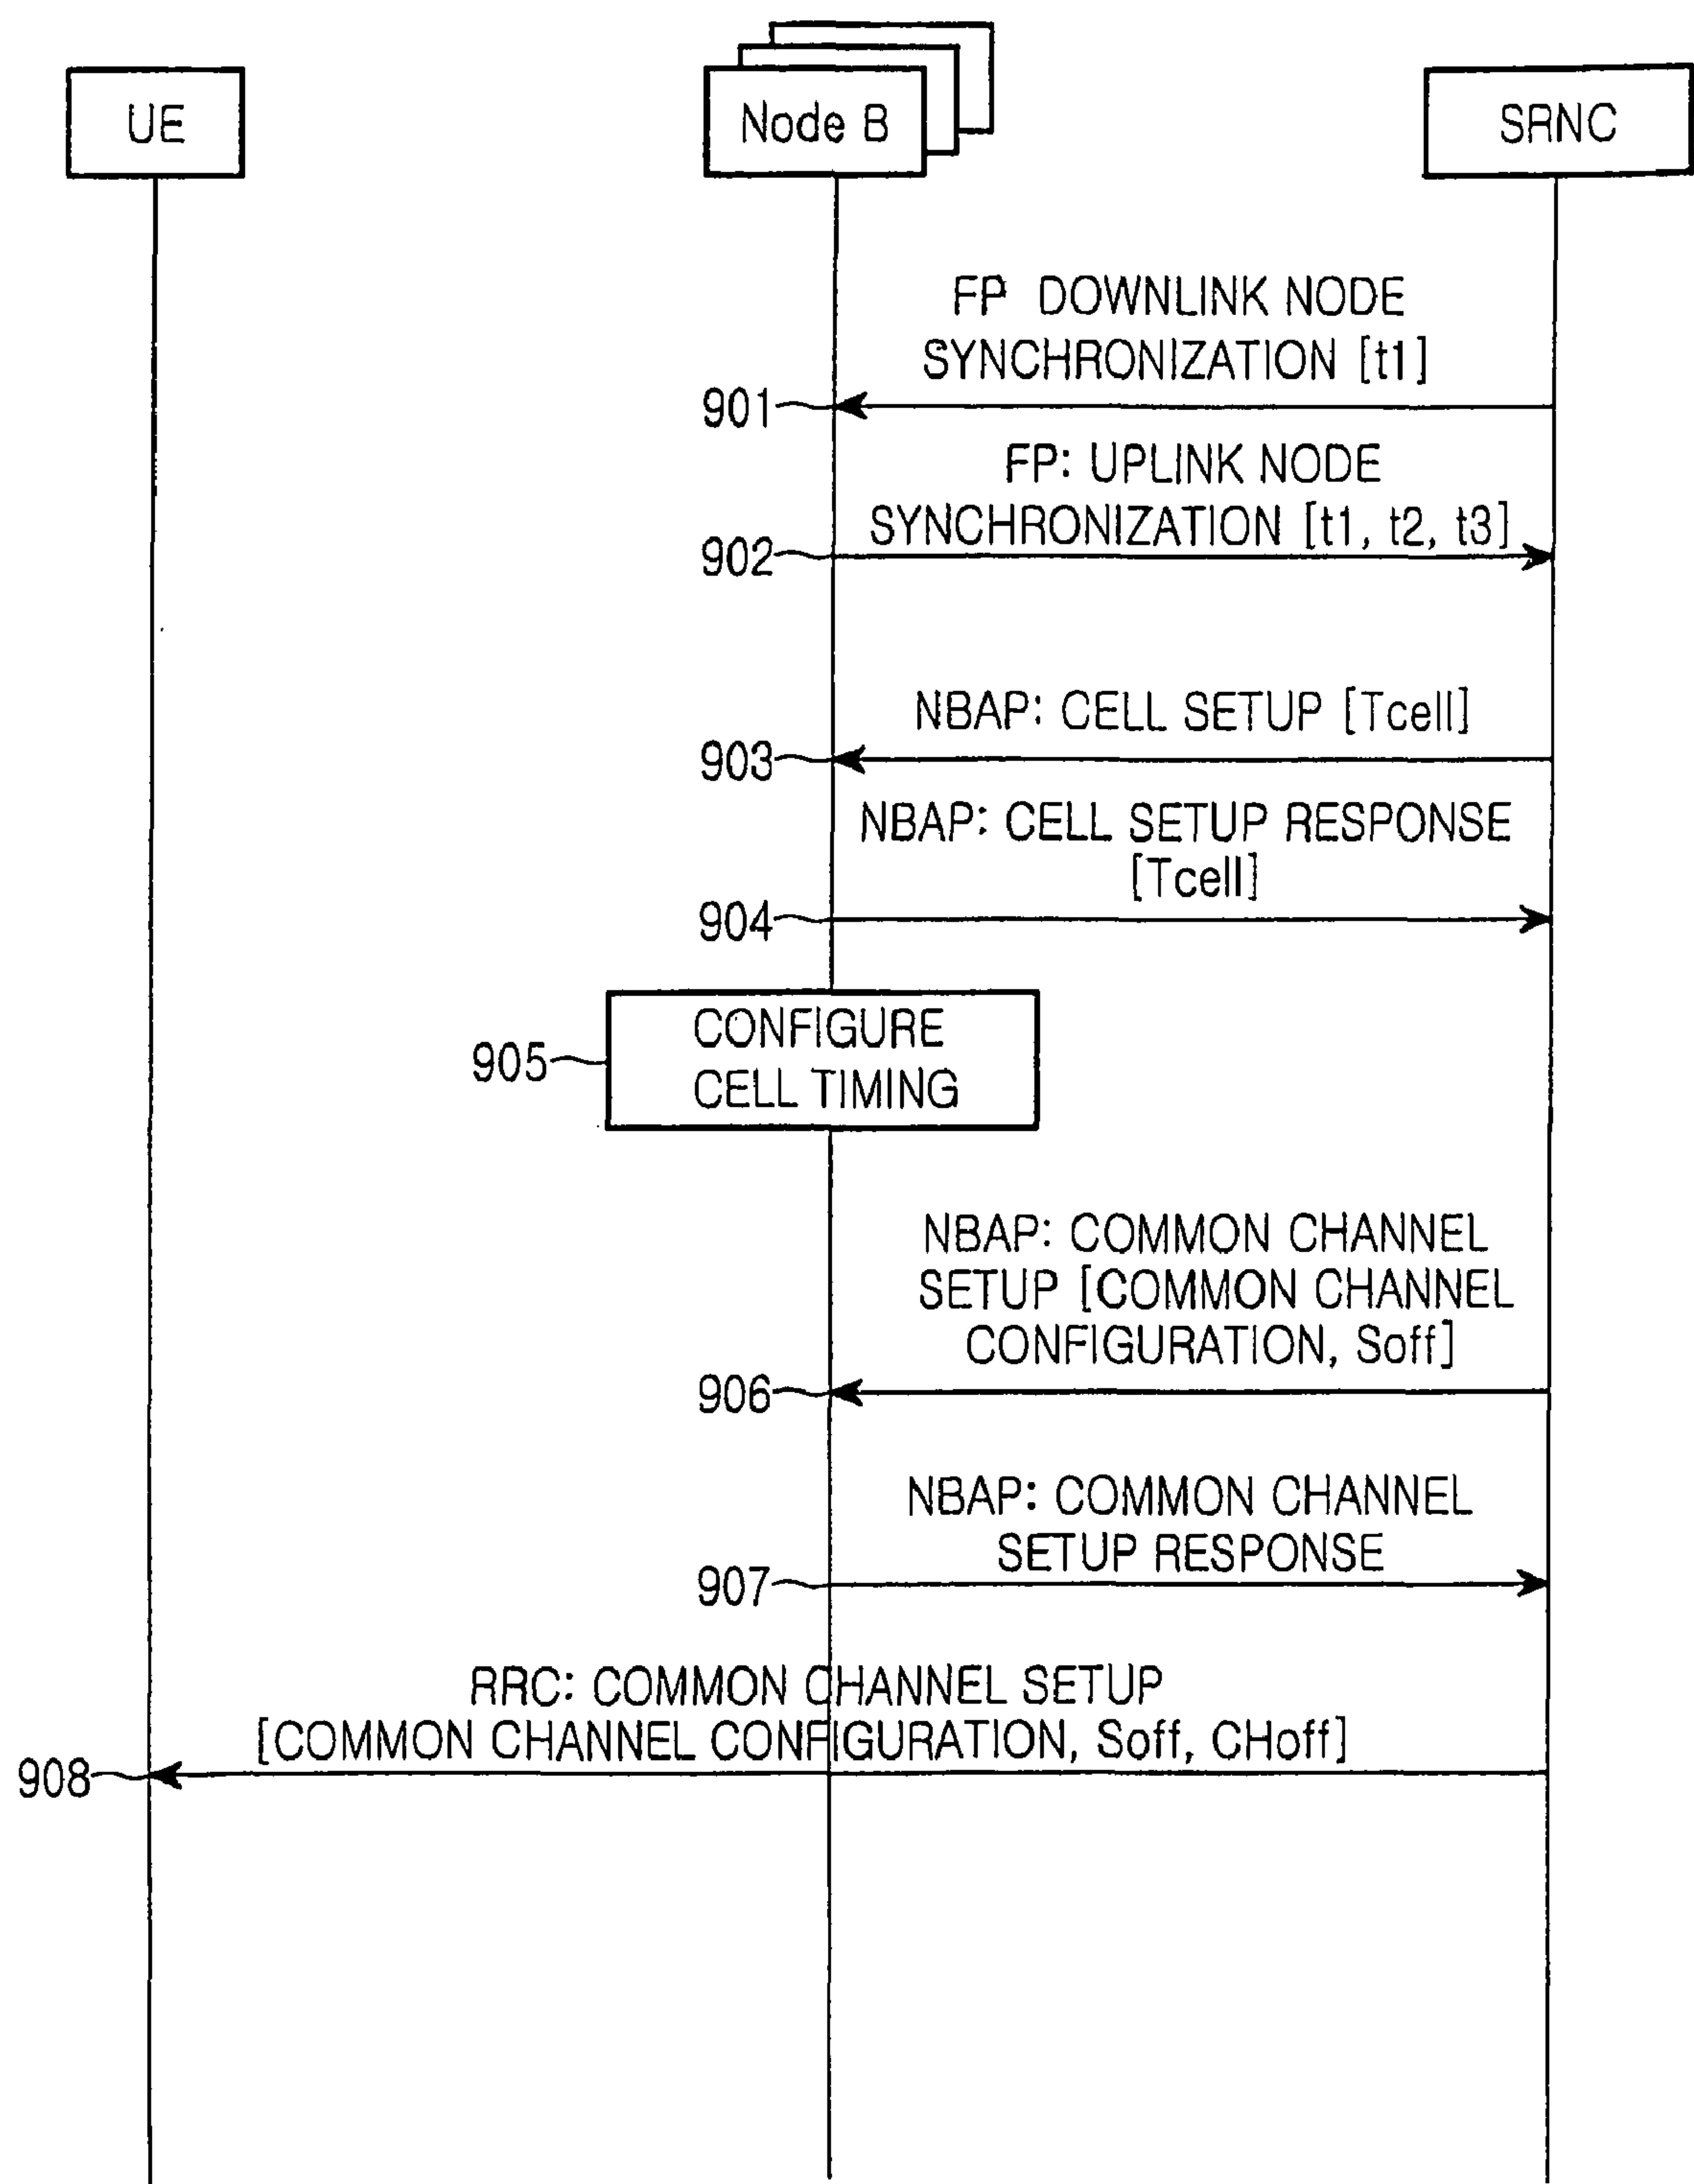 UE
Node B
SRNC
FP DOWNLINK NODE
SYNCHRONIZATION [t1]
901
FP: UPLINK NODE
SYNCHRONIZATION [t1, t2, t3]
902
NBAP: CELL SETUP [Tcell]
903
NBAP: CELL SETUP RESPONSE
[Tcell]
904
CONFIGURE
CELL TIMING
905
NBAP: COMMON CHANNEL
SETUP [COMMON CHANNEL
CONFIGURATION, Soff]
906
NBAP: COMMON CHANNEL
SETUP RESPONSE
907
RRC: COMMON CHANNEL SETUP
[COMMON CHANNEL CONFIGURATION, Soff, CHoff]
908